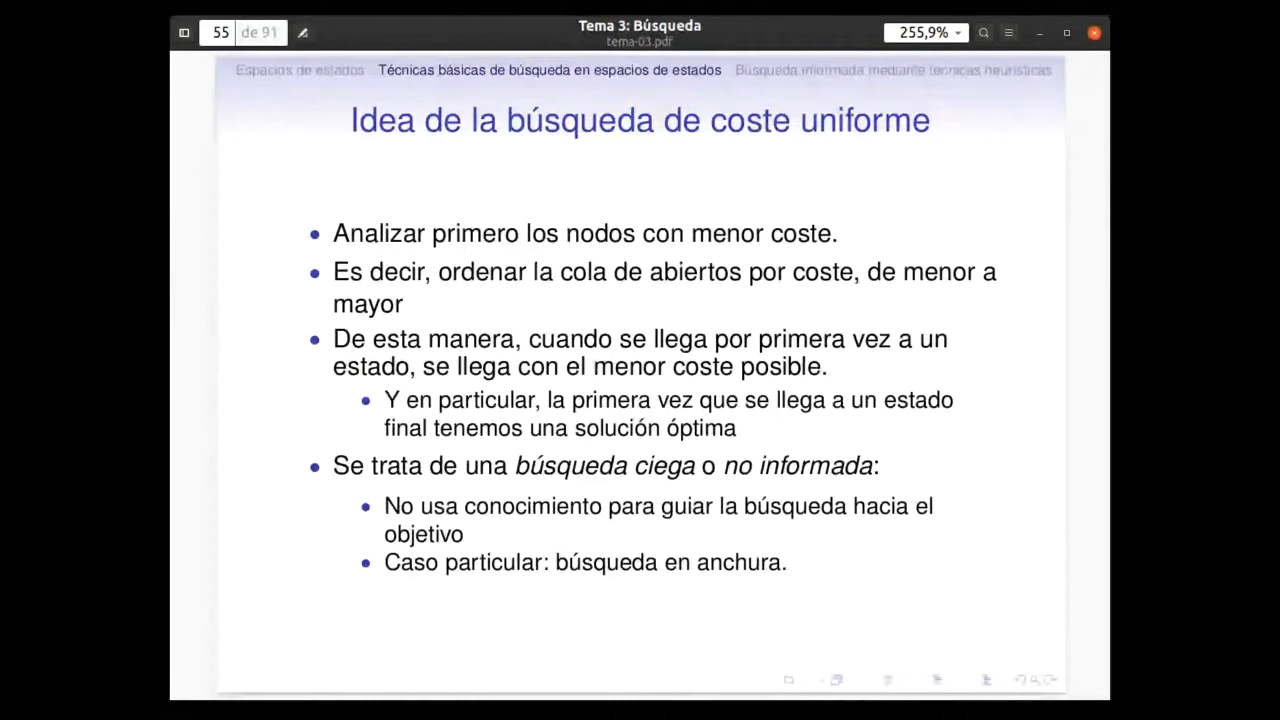 55 de 91
Tema 3: Búsqueda
tema-03.pdf
255,9%
Espacios de estados Técnicas básicas de búsqueda en espacios de estados Búsqueda informada mediante técnicas heurísticas
Idea de la búsqueda de coste uniforme
Analizar primero los nodos con menor coste.
Es decir, ordenar la cola de abiertos por coste, de menor a
mayor
De esta manera, cuando se llega por primera vez a un
estado, se llega con el menor coste posible.
Y en particular, la primera vez que se llega a un estado
final tenemos una solución óptima
Se trata de una búsqueda ciega o no informada:
No usa conocimiento para guiar la búsqueda hacia el
objetivo
Caso particular: búsqueda en anchura.